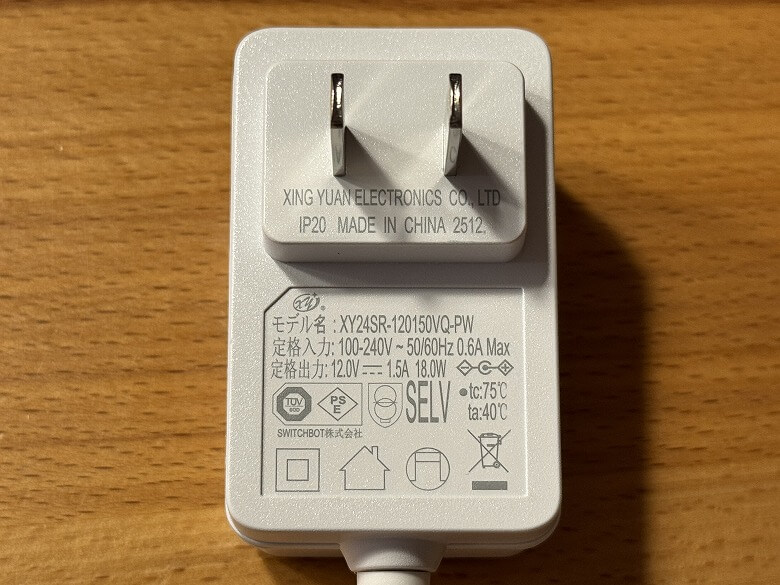 XING YUAN ELECTRONICS CO., LTD
IP20 MADE IN CHINA 2512.
XY ®
モデル名 : XY24SR-120150VQ-PW
定格入力: 100-240V ~ 50/60Hz 0.6A Max
定格出力: 12.0V ⎓ 1.5A 18.0W
TÜV
PS
E
SELV
tc:75℃
ta:40℃
SWITCHBOT株式会社